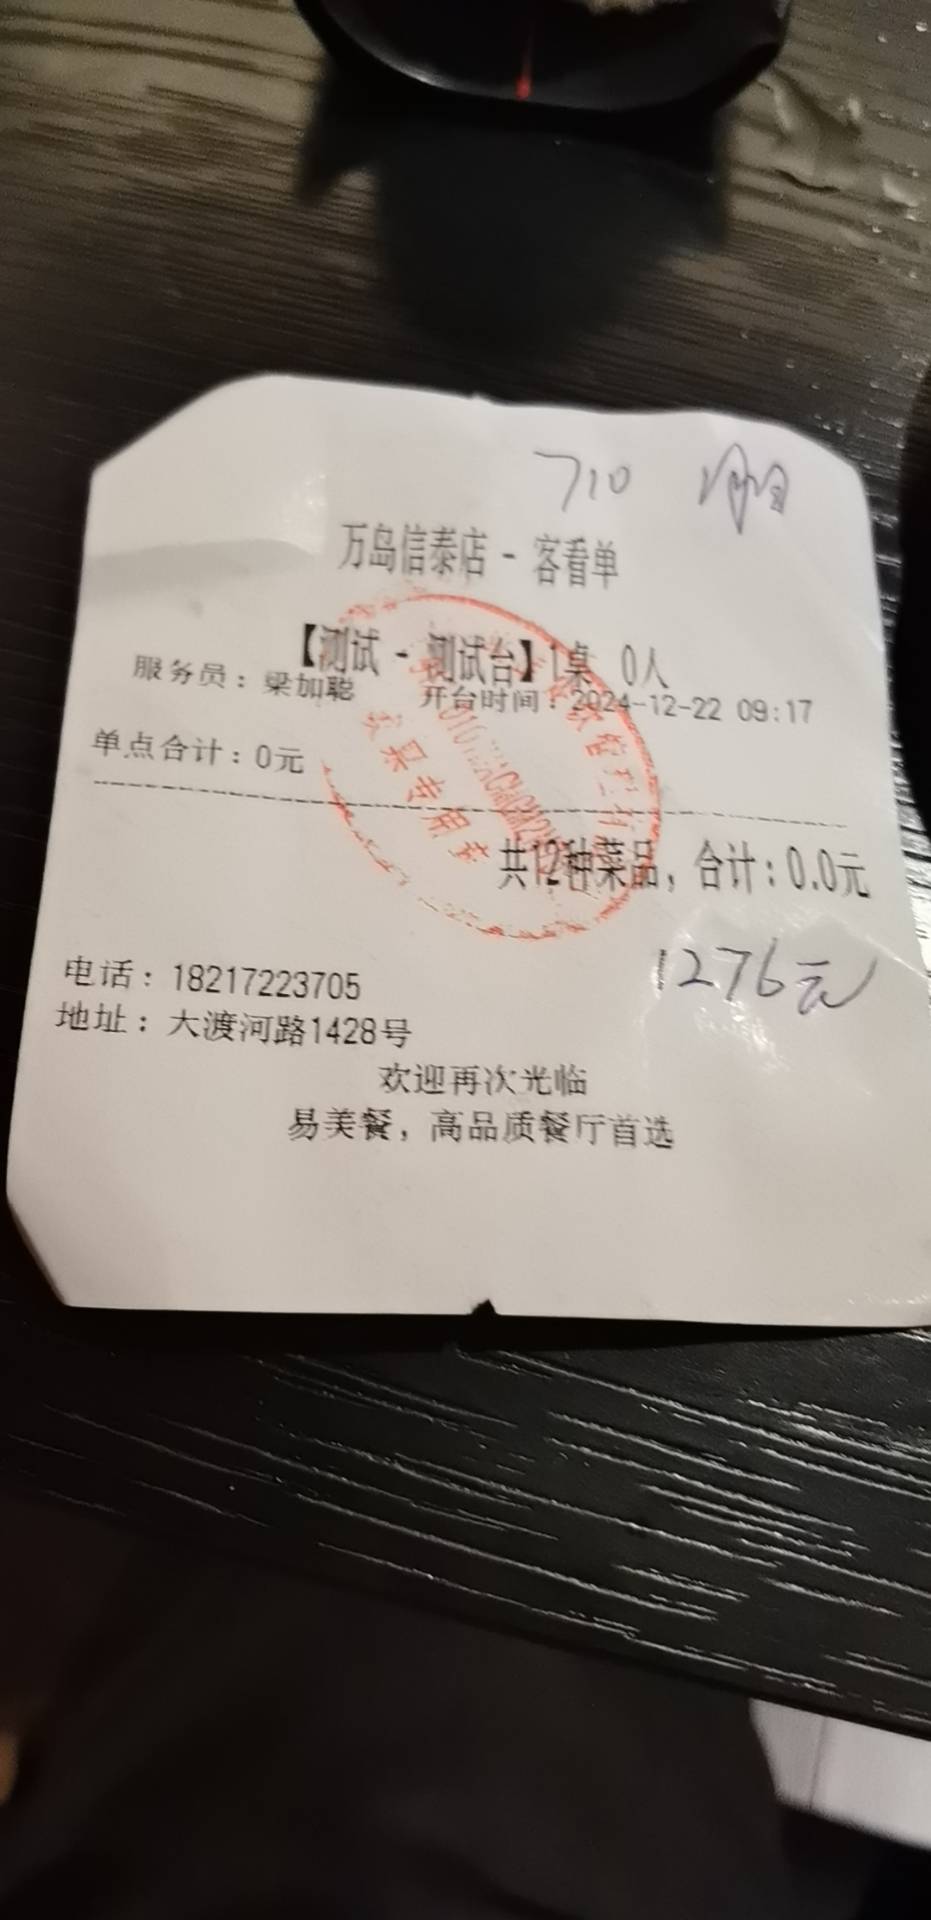 710
万岛信泰店 - 客看单
【测试 - 测试台】1桌 0人
服务员：梁加聪 开台时间：2024-12-22 09:17
单点合计：0元
共12种菜品，合计：0.0元
1276元
电话：18217223705
地址：大渡河路1428号
欢迎再次光临
易美餐，高品质餐厅首选
专用章